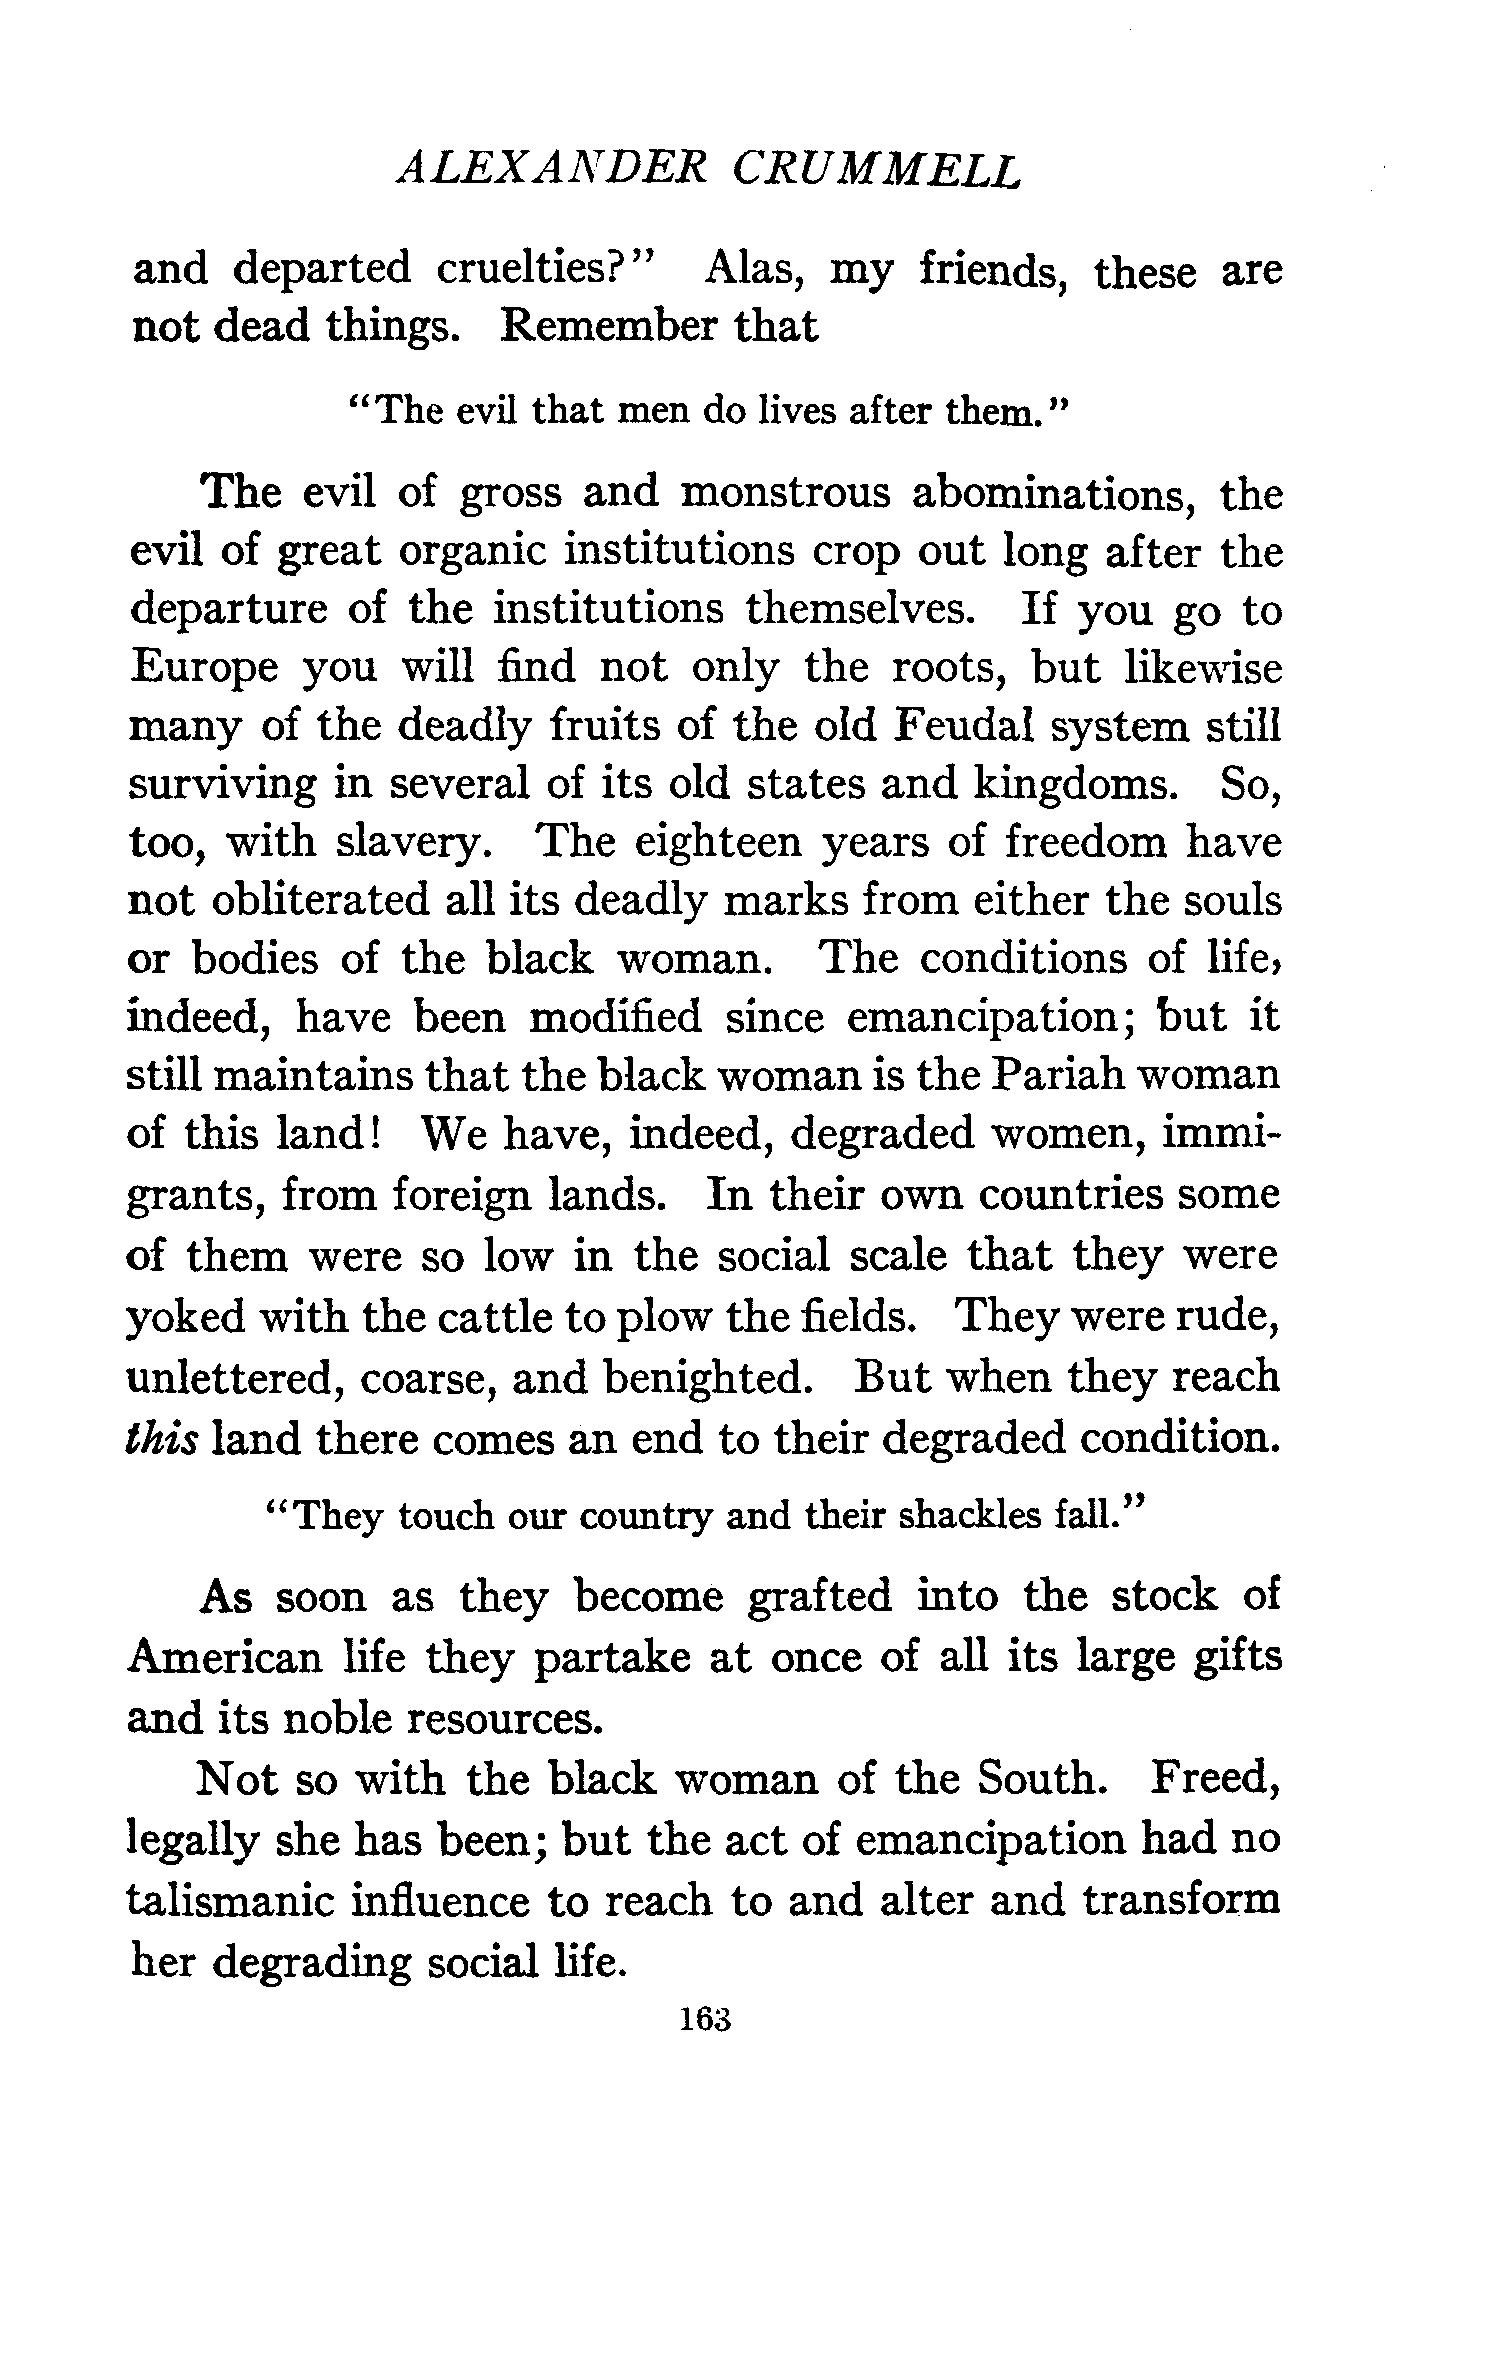 ALEXANDER CRUMMELL
and departed cruelties?" Alas, my friends, these are
not dead things. Remember that
"The evil that men do lives after them."
The evil of gross and monstrous abominations, the
evil of great organic institutions crop out long after the
departure of the institutions themselves. If you go to
Europe you will find not only the roots, but likewise
many of the deadly fruits of the old Feudal system still
surviving in several of its old states and kingdoms. So,
too, with slavery. The eighteen years of freedom have
not obliterated all its deadly marks from either the souls
or bodies of the black woman. The conditions of life,
indeed, have been modified since emancipation; but it
still maintains that the black woman is the Pariah woman
of this land! We have, indeed, degraded women, immi-
grants, from foreign lands. In their own countries some
of them were so low in the social scale that they were
yoked with the cattle to plow the fields. They were rude,
unlettered, coarse, and benighted. But when they reach
this land there comes an end to their degraded condition.
"They touch our country and their shackles fall."
As soon as they become grafted into the stock of
American life they partake at once of all its large gifts
and its noble resources.
Not so with the black woman of the South. Freed,
legally she has been; but the act of emancipation had no
talismanic influence to reach to and alter and transform
her degrading social life.
163